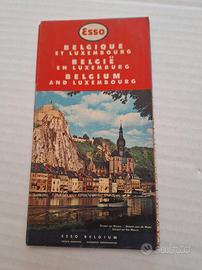 Esso
BELGIQUE
ET LUXEMBOURG
BELGIË
EN LUXEMBURG
BELGIUM
AND LUXEMBOURG
ESSO BELGIUM